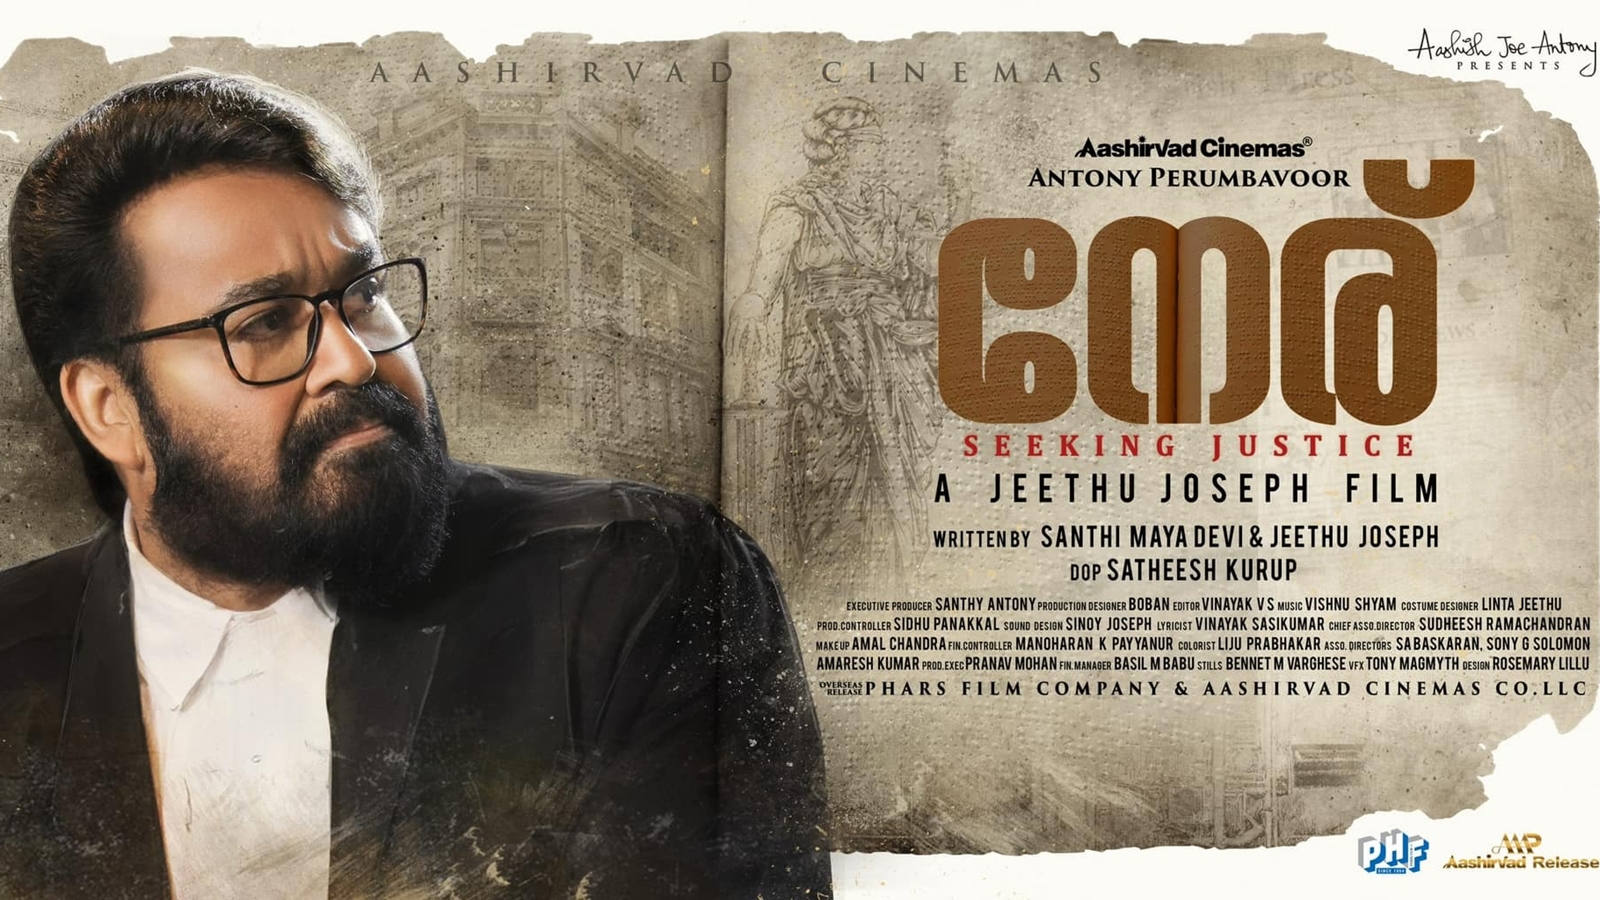 AASHIRVAD CINEMAS
Aashish Joe Antony
PRESENTS
AashirVad Cinemas®
ANTONY PERUMBAVOOR
നേര്
SEEKING JUSTICE
A JEETHU JOSEPH FILM
WRITTEN BY SANTHI MAYA DEVI & JEETHU JOSEPH
DOP SATHEESH KURUP
EXECUTIVE PRODUCER SANTHY ANTONY PRODUCTION DESIGNER BOBAN EDITOR VINAYAK V S MUSIC VISHNU SHYAM COSTUME DESIGNER LINTA JEETHU
PROD.CONTROLLER SIDHU PANAKKAL SOUND DESIGN SINOY JOSEPH LYRICIST VINAYAK SASIKUMAR CHIEF ASSO.DIRECTOR SUDHEESH RAMACHANDRAN
MAKEUP AMAL CHANDRA FIN.CONTROLLER MANOHARAN K PAYYANUR COLORIST LIJU PRABHAKAR ASSO. DIRECTORS SABASKARAN, SONY G SOLOMON
AMARESH KUMAR PROD.EXEC PRANAV MOHAN FIN.MANAGER BASIL M BABU STILLS BENNET M VARGHESE VFX TONY MAGMYTH DESIGN ROSEMARY LILLU
OVERSEAS RELEASE PHARS FILM COMPANY & AASHIRVAD CINEMAS CO.LLC
PHF
AashirVad Release